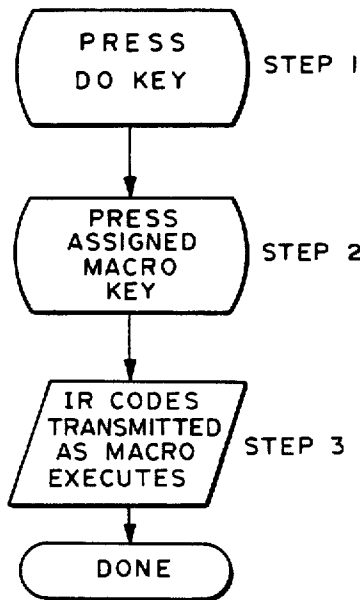 PRESS
DO KEY
STEP 1
PRESS
ASSIGNED
MACRO
KEY
STEP 2
IR CODES
TRANSMITTED
AS MACRO
EXECUTES
STEP 3
DONE